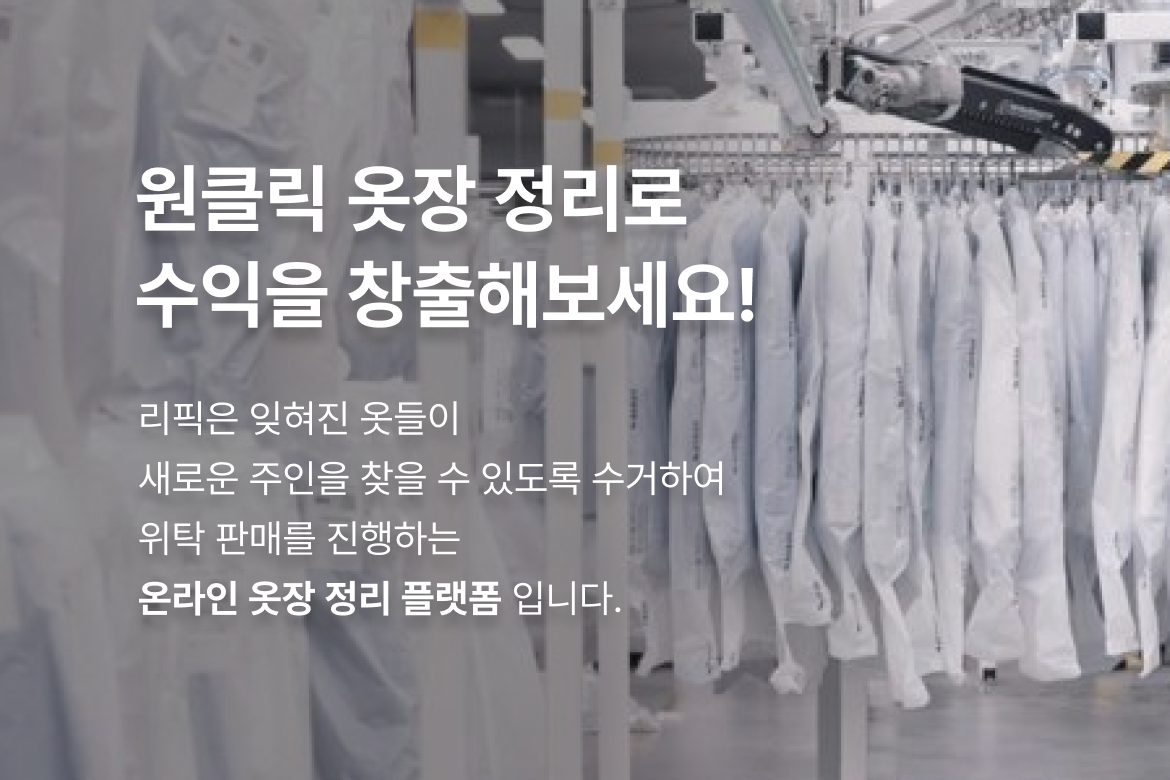 원클릭 옷장 정리로
수익을 창출해보세요!
리픽은 잊혀진 옷들이
새로운 주인을 찾을 수 있도록 수거하여
위탁 판매를 진행하는
온라인 옷장 정리 플랫폼 입니다.